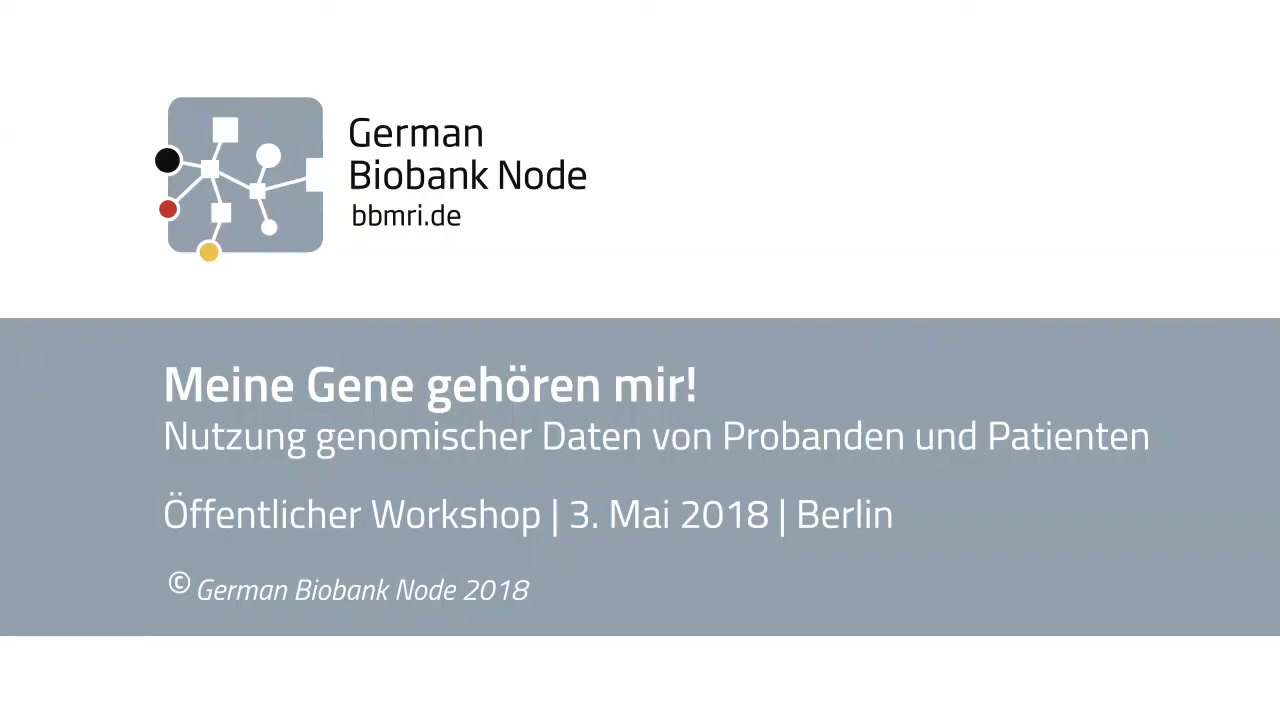 German
Biobank Node
bbmri.de
Meine Gene gehören mir!
Nutzung genomischer Daten von Probanden und Patienten
Öffentlicher Workshop | 3. Mai 2018 | Berlin
© German Biobank Node 2018